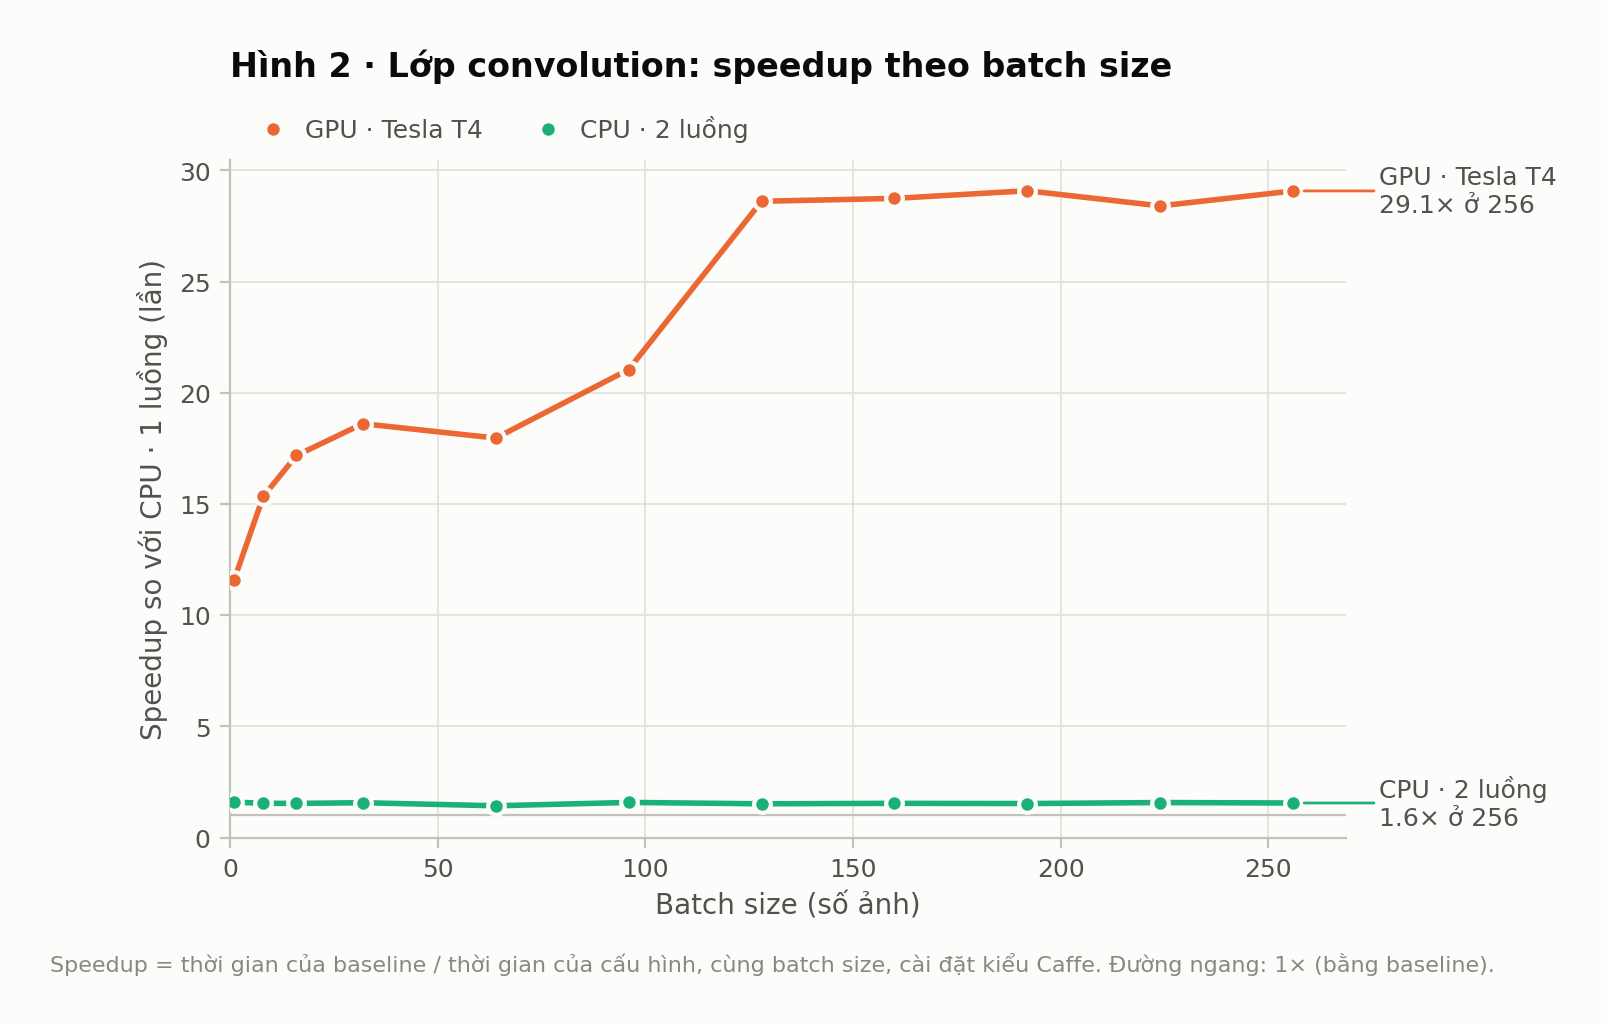 Hình 2 · Lớp convolution: speedup theo batch size
GPU · Tesla T4
CPU · 2 luồng
Speedup so với CPU · 1 luồng (lần)
30
25
20
15
10
5
0
GPU · Tesla T4
29.1× ở 256
CPU · 2 luồng
1.6× ở 256
0 50 100 150 200 250
Batch size (số ảnh)
Speedup = thời gian của baseline / thời gian của cấu hình, cùng batch size, cài đặt kiểu Caffe. Đường ngang: 1× (bằng baseline).